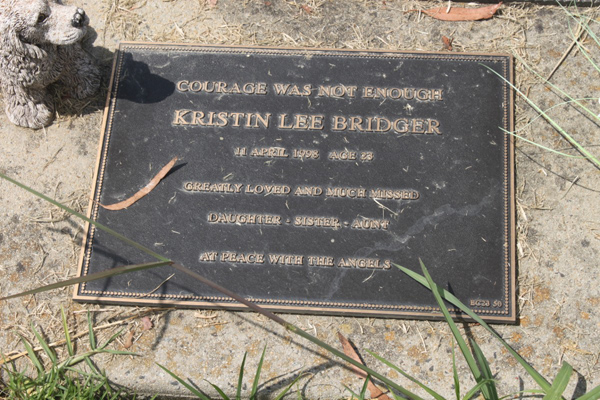 COURAGE WAS NOT ENOUGH
KRISTIN LEE BRIDGER
11 APRIL 1998 AGE 23
GREATLY LOVED AND MUCH MISSED
DAUGHTER - SISTER - AUNT
AT PEACE WITH THE ANGELS